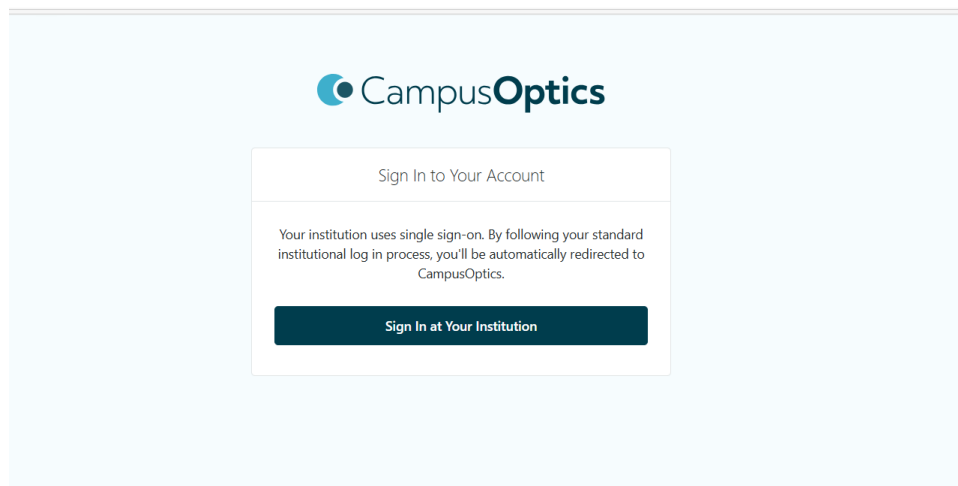 CampusOptics
Sign In to Your Account
Your institution uses single sign-on. By following your standard
institutional log in process, you'll be automatically redirected to
CampusOptics.
Sign In at Your Institution